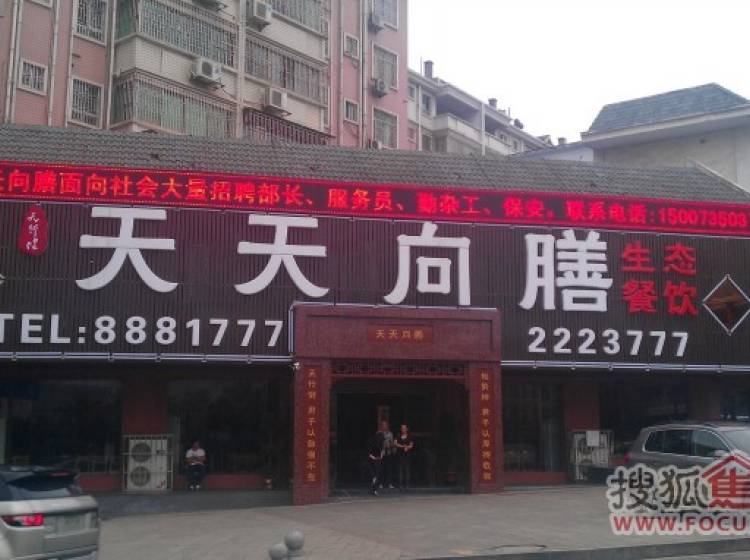 天向膳面向社会大量招聘部长、服务员、勤杂工、保安。联系电话:150073503
天天向膳 生态餐饮
TEL:8881777 2223777
天天向膳
搜狐焦
www.FOCU